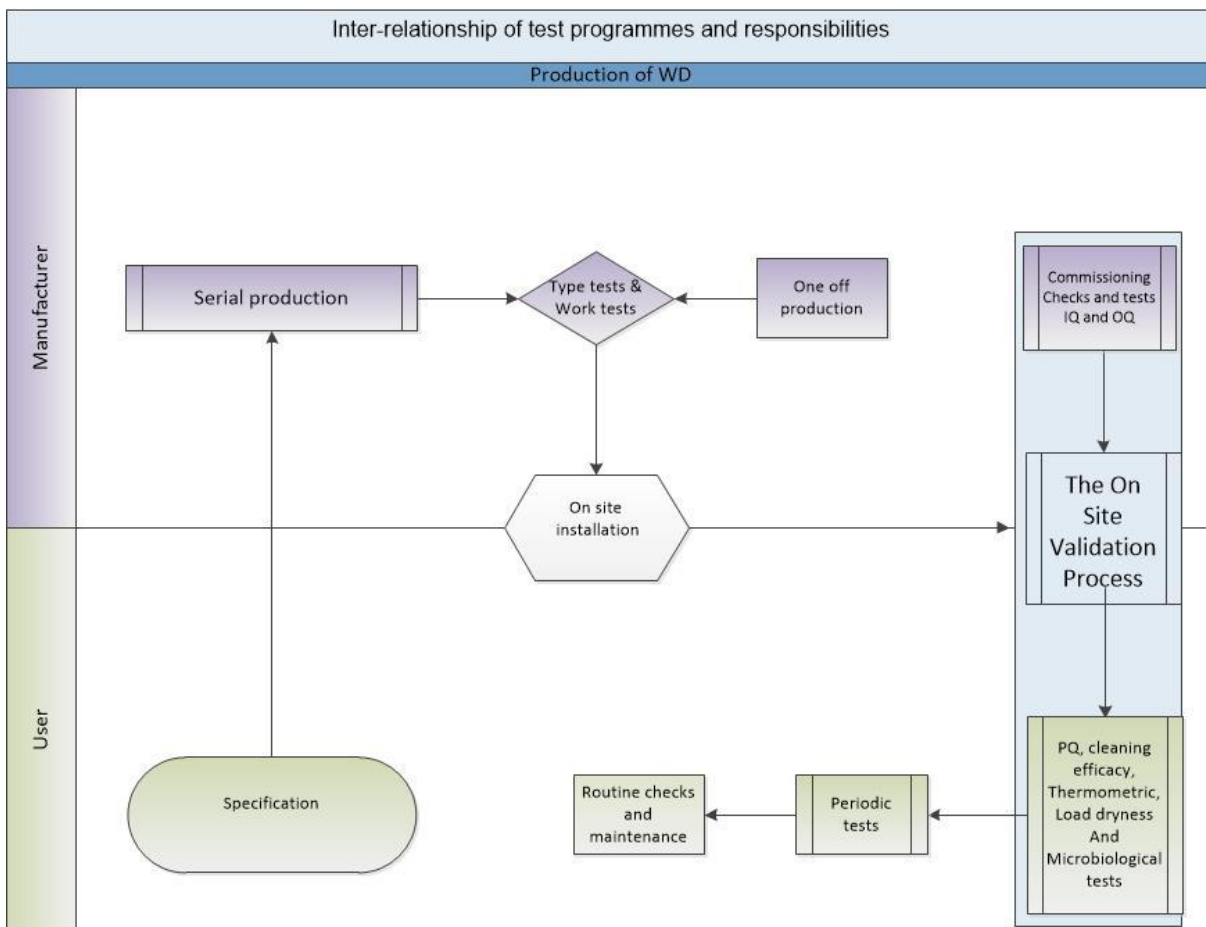 Inter-relationship of test programmes and responsibilities
Production of WD
Manufacturer
Serial production
Type tests &
Work tests
One off
production
Commissioning
Checks and tests
IQ and OQ
On site
installation
The On
Site
Validation
Process
User
Specification
Routine checks
and
maintenance
Periodic
tests
PQ, cleaning
efficacy,
Thermometric,
Load dryness
And
Microbiological
tests